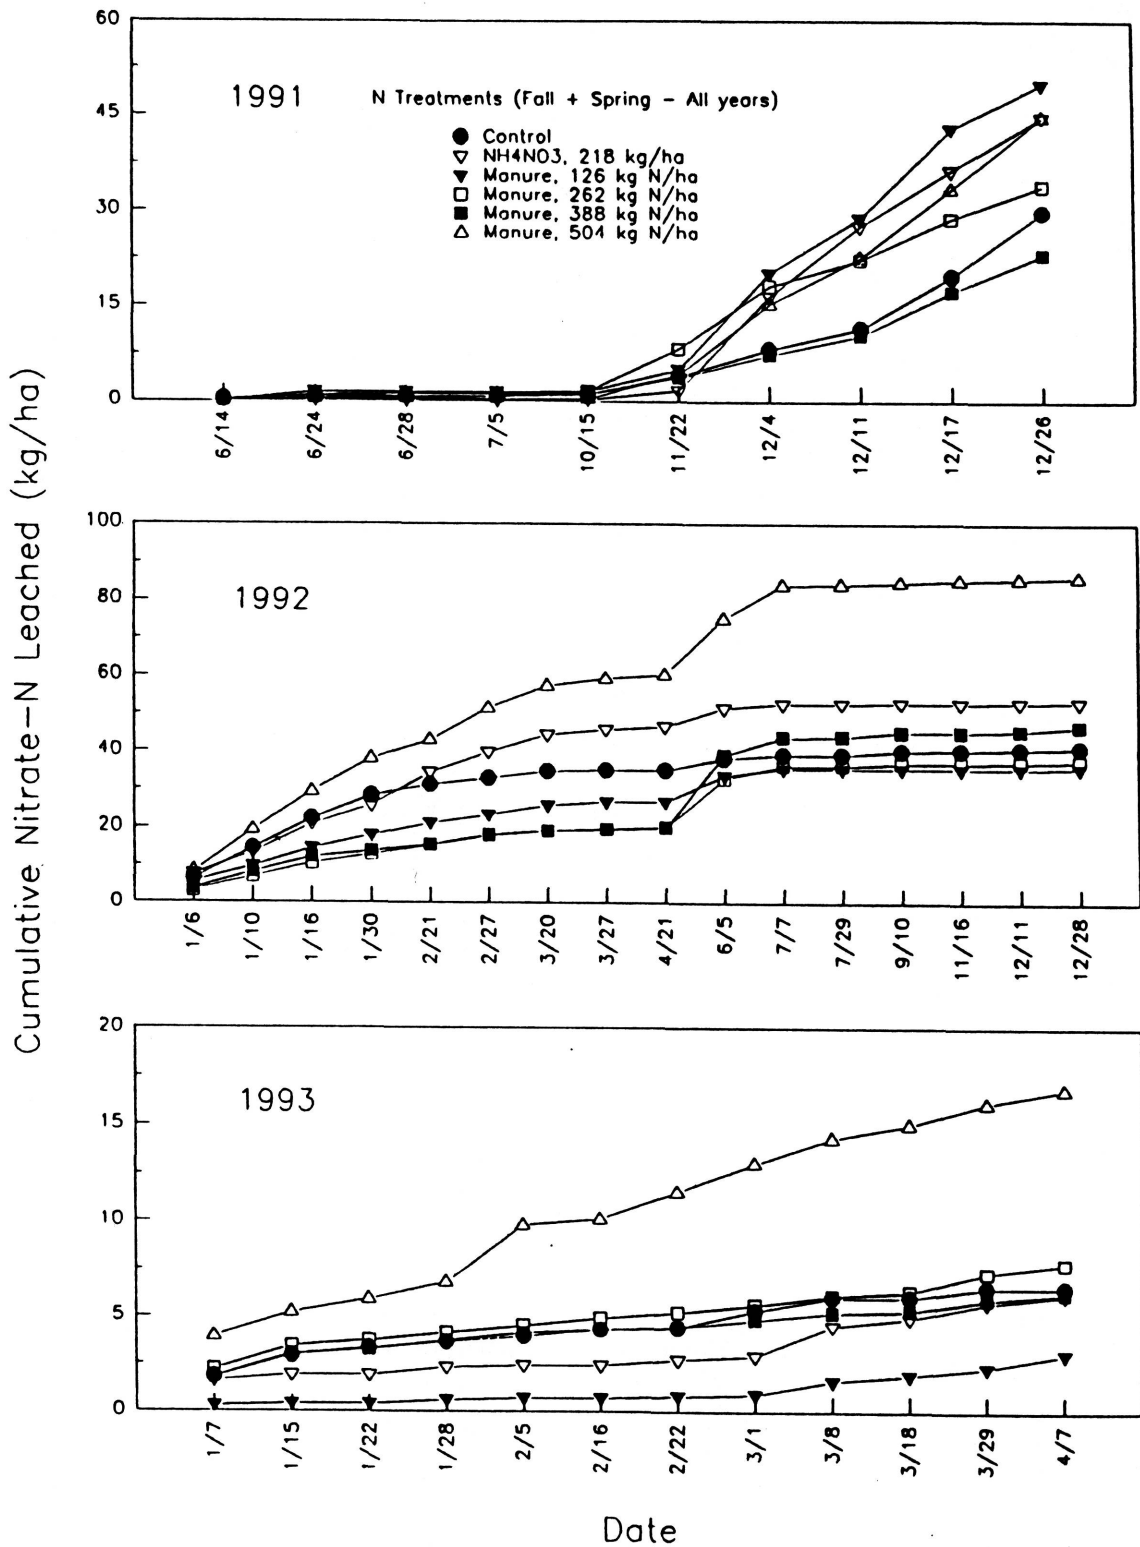 Cumulative Nitrate-N Leached (kg/ha)
60
45
30
15
0
1991
N Treatments (Fall + Spring - All years)
Control
NH4NO3, 218 kg/ha
Manure, 126 kg N/ha
Manure, 262 kg N/ha
Manure, 388 kg N/ha
Manure, 504 kg N/ha
6/14 6/24 6/28 7/5 10/15 11/22 12/4 12/11 12/17 12/26
100
80
60
40
20
0
1992
1/6 1/10 1/16 1/30 2/21 2/27 3/20 3/27 4/21 6/5 7/7 7/29 9/10 11/16 12/11 12/28
20
15
10
5
0
1993
1/7 1/15 1/22 1/28 2/5 2/16 2/22 3/1 3/8 3/18 3/29 4/7
Date